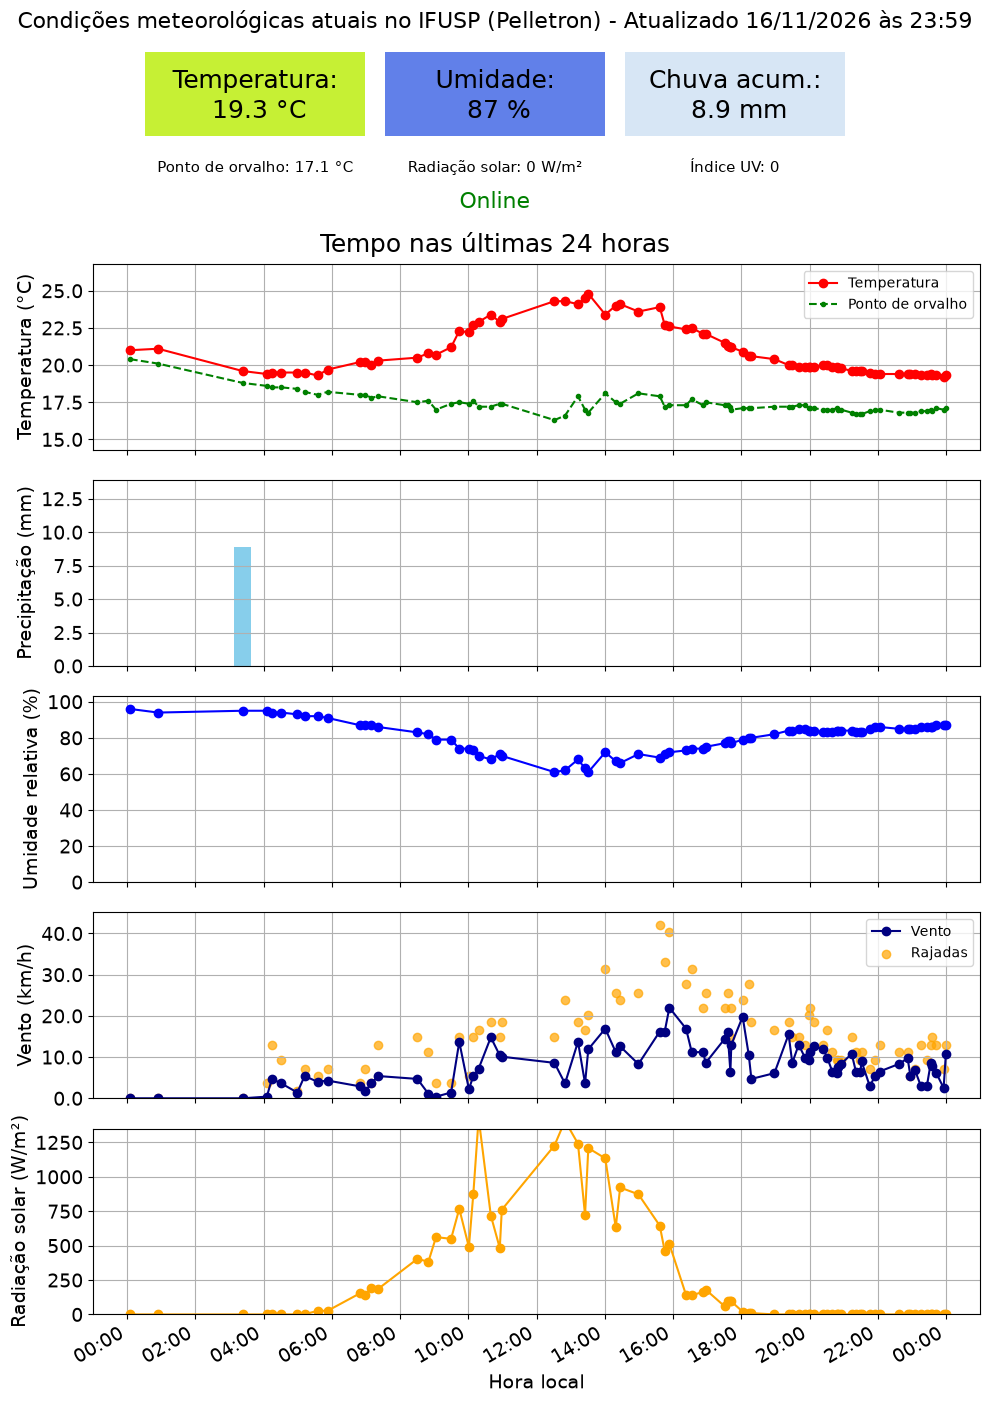 Condições meteorológicas atuais no IFUSP (Pelletron) - Atualizado 16/11/2026 às 23:59
Temperatura:
19.3 °C
Umidade:
87 %
Chuva acum.:
8.9 mm
Ponto de orvalho: 17.1 °C
Radiação solar: 0 W/m²
Índice UV: 0
Online
Tempo nas últimas 24 horas
Temperatura (°C)
25.0
22.5
20.0
17.5
15.0
Temperatura
Ponto de orvalho
Precipitação (mm)
12.5
10.0
7.5
5.0
2.5
0.0
Umidade relativa (%)
100
80
60
40
20
0
Vento (km/h)
40.0
30.0
20.0
10.0
0.0
Vento
Rajadas
Radiação solar (W/m²)
1250
1000
750
500
250
0
00:00 02:00 04:00 06:00 08:00 10:00 12:00 14:00 16:00 18:00 20:00 22:00 00:00
Hora local